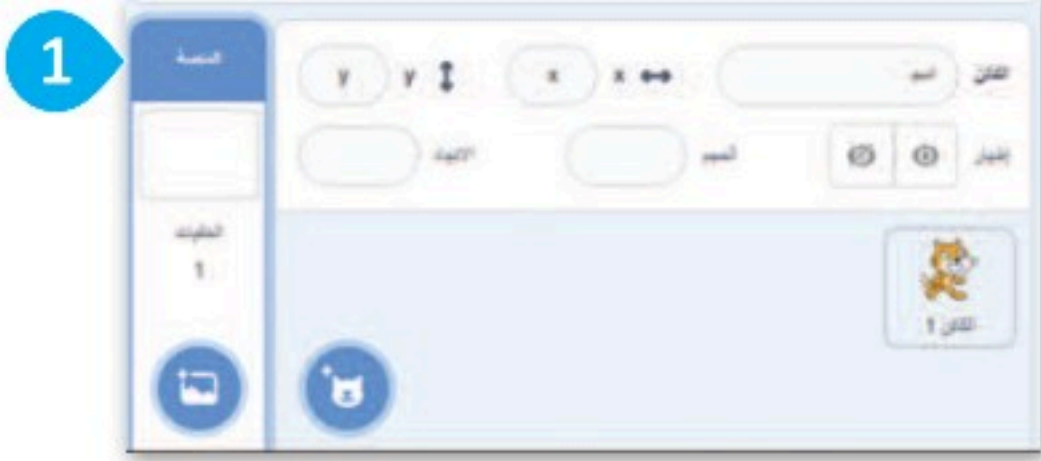 1
المنصة
الكائن اسم x x y y
إظهار الحجم الاتجاه
الخلفيات
1
الكائن 1